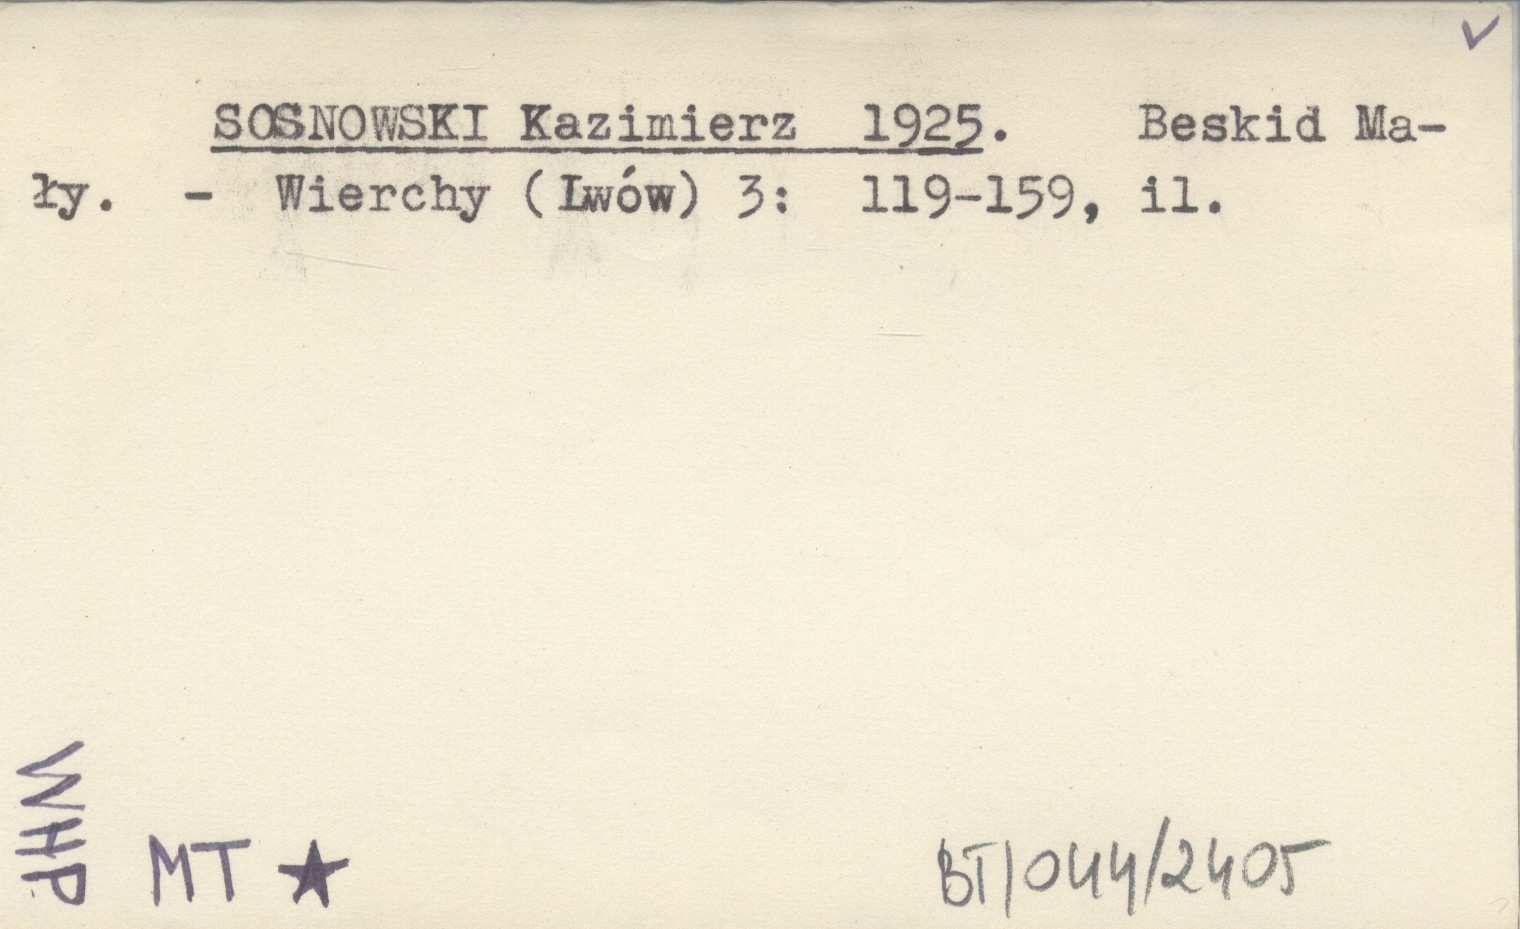 SOSNOWSKI Kazimierz 1925. Beskid Ma-
ły. - Wierchy (Lwów) 3: 119-159, il.
WHP
MT ★
BT/044/2405